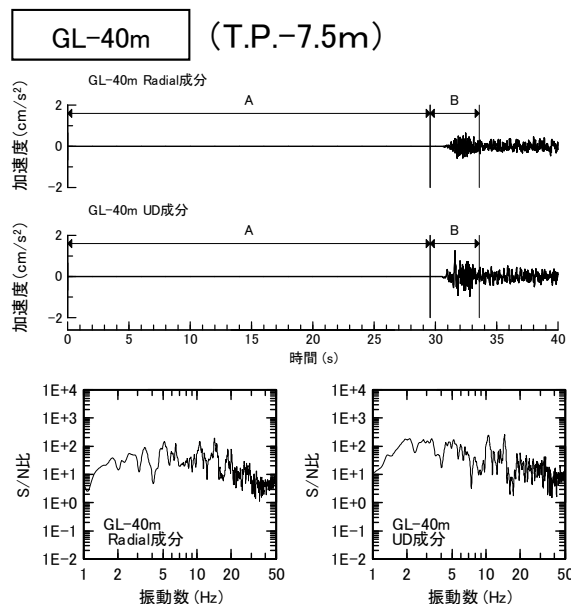 GL-40m (T.P.-7.5m)
GL-40m Radial成分
加速度(cm/s²)
2
0
-2
A
B
GL-40m UD成分
加速度(cm/s²)
2
0
-2
A
B
0 5 10 15 20 25 30 35 40
時間(s)
S/N比
1E+4
1E+3
1E+2
1E+1
1E+0
1E-1
1E-2
GL-40m
Radial成分
1 2 5 10 20 50
振動数(Hz)
S/N比
1E+4
1E+3
1E+2
1E+1
1E+0
1E-1
1E-2
GL-40m
UD成分
1 2 5 10 20 50
振動数(Hz)